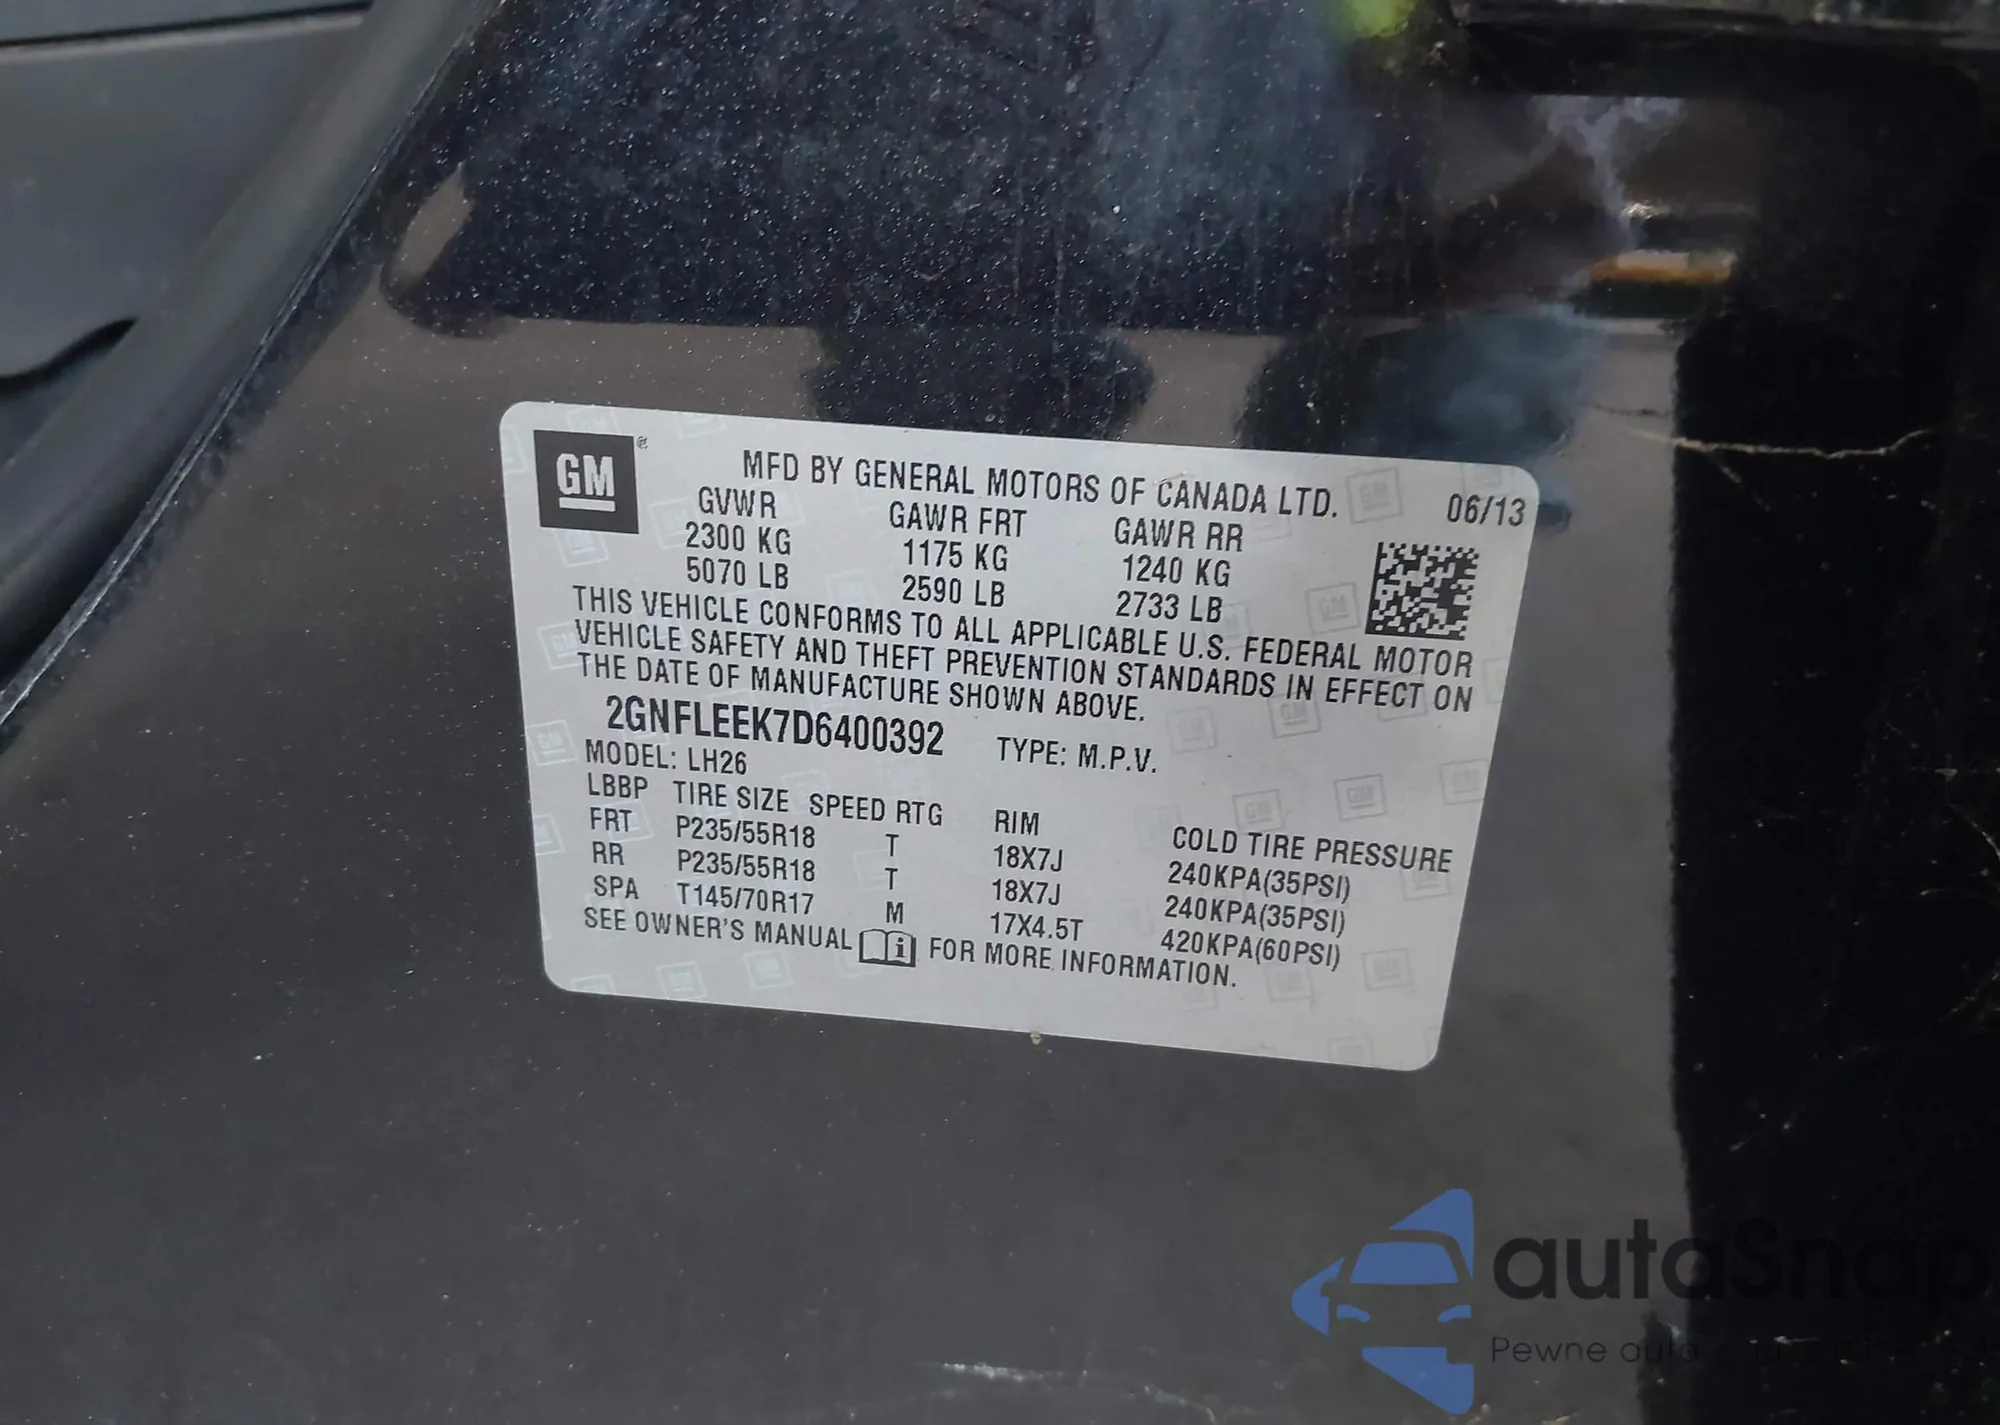 GM
MFD BY GENERAL MOTORS OF CANADA LTD. 06/13
GVWR GAWR FRT GAWR RR
2300 KG 1175 KG 1240 KG
5070 LB 2590 LB 2733 LB
THIS VEHICLE CONFORMS TO ALL APPLICABLE U.S. FEDERAL MOTOR
VEHICLE SAFETY AND THEFT PREVENTION STANDARDS IN EFFECT ON
THE DATE OF MANUFACTURE SHOWN ABOVE.
2GNFLEEK7D6400392 TYPE: M.P.V.
MODEL: LH26
LBBP TIRE SIZE SPEED RTG RIM COLD TIRE PRESSURE
FRT P235/55R18 T 18X7J 240KPA(35PSI)
RR P235/55R18 T 18X7J 240KPA(35PSI)
SPA T145/70R17 M 17X4.5T 420KPA(60PSI)
SEE OWNER'S MANUAL i FOR MORE INFORMATION.
autaSnap
Pewne auta